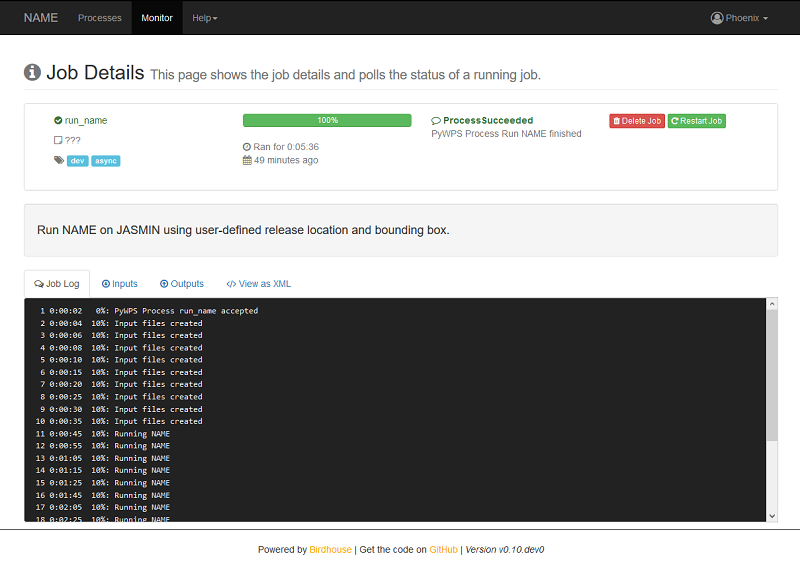 NAME Processes Monitor Help Phoenix
Job Details This page shows the job details and polls the status of a running job.
run_name 100% ProcessSucceeded Delete Job Restart Job
??? Ran for 0:05:36 PyWPS Process Run NAME finished
dev async 49 minutes ago
Run NAME on JASMIN using user-defined release location and bounding box.
Job Log Inputs Outputs </> View as XML
1 0:00:02 0%: PyWPS Process run_name accepted
2 0:00:04 10%: Input files created
3 0:00:06 10%: Input files created
4 0:00:08 10%: Input files created
5 0:00:10 10%: Input files created
6 0:00:15 10%: Input files created
7 0:00:20 10%: Input files created
8 0:00:25 10%: Input files created
9 0:00:30 10%: Input files created
10 0:00:35 10%: Input files created
11 0:00:45 10%: Running NAME
12 0:00:55 10%: Running NAME
13 0:01:05 10%: Running NAME
14 0:01:15 10%: Running NAME
15 0:01:25 10%: Running NAME
16 0:01:45 10%: Running NAME
17 0:02:05 10%: Running NAME
18 0:02:25 10%: Running NAME
Powered by Birdhouse | Get the code on GitHub | Version v0.10.dev0